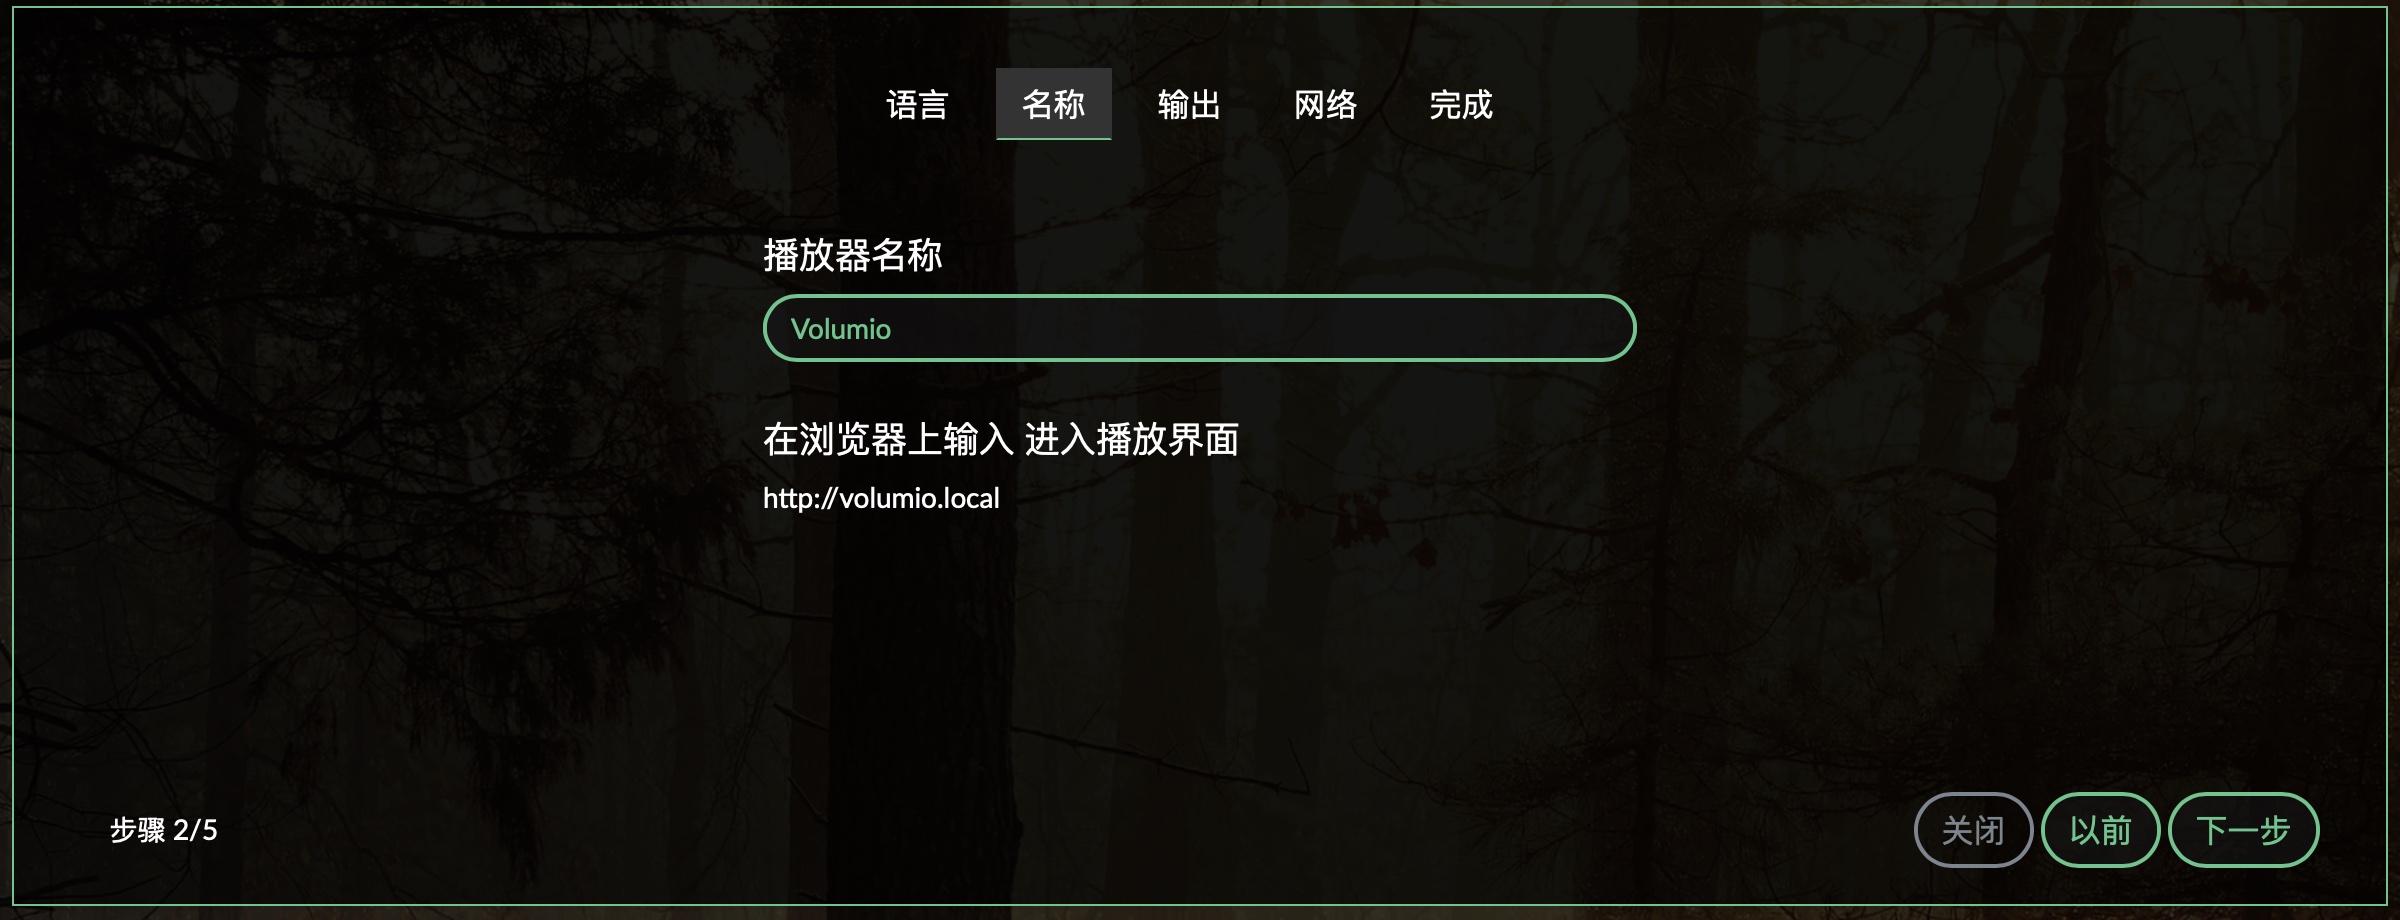 语言 名称 输出 网络 完成
播放器名称
Volumio
在浏览器上输入 进入播放界面
http://volumio.local
步骤 2/5 关闭 以前 下一步